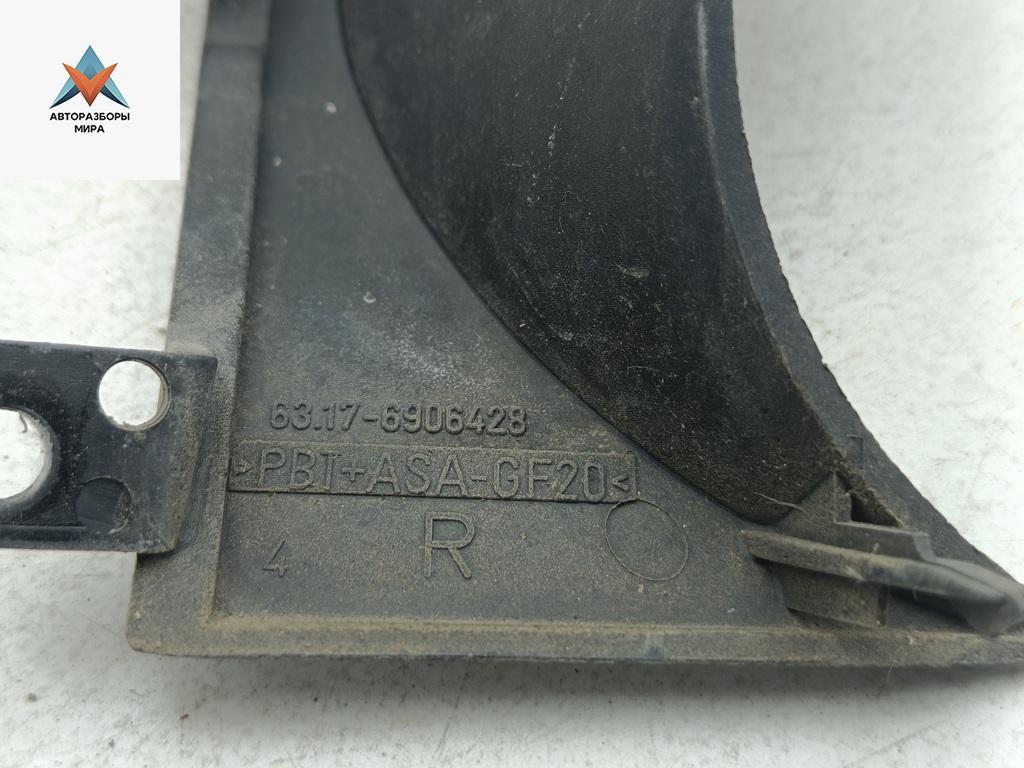 АВТОРАЗБОРЫ
МИРА
63.17-6906428
>PBT+ASA-GF20<
4
R